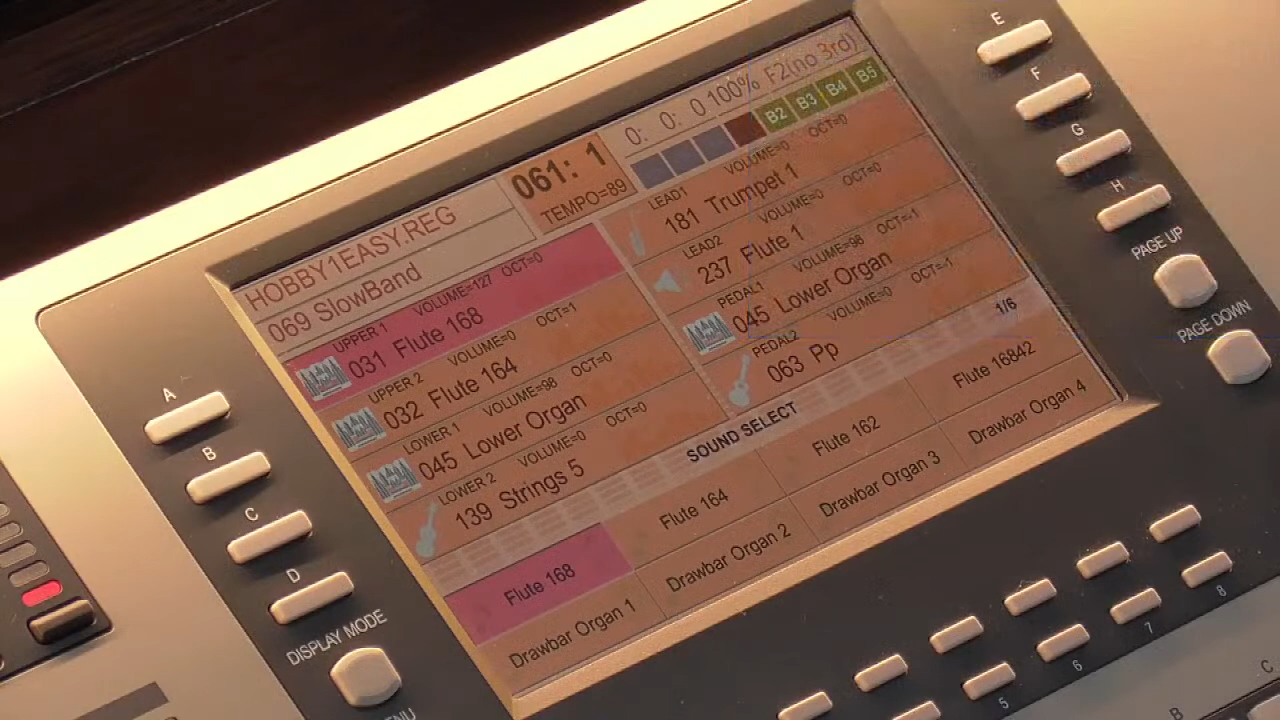 HOBBY1EASY.REG
069 SlowBand
061: 1
TEMPO=89
0: 0: 0 100% F2(no 3rd)
B2 B3 B4 B5
UPPER 1 VOLUME=127 OCT=0
031 Flute 168
UPPER 2 VOLUME=0 OCT=1
032 Flute 164
LOWER 1 VOLUME=98 OCT=0
045 Lower Organ
LOWER 2 VOLUME=0 OCT=0
139 Strings 5
LEAD1 VOLUME=0 OCT=0
181 Trumpet 1
LEAD2 VOLUME=0 OCT=0
237 Flute 1
PEDAL1 VOLUME=98 OCT=-1
045 Lower Organ
PEDAL2 VOLUME=0 OCT=-1
063 Pp
SOUND SELECT 1/6
Flute 168 Flute 164 Flute 162 Flute 16842
Drawbar Organ 1 Drawbar Organ 2 Drawbar Organ 3 Drawbar Organ 4
A
B
C
D
DISPLAY MODE
E
F
G
H
PAGE UP
PAGE DOWN
5 6 7 8
B C